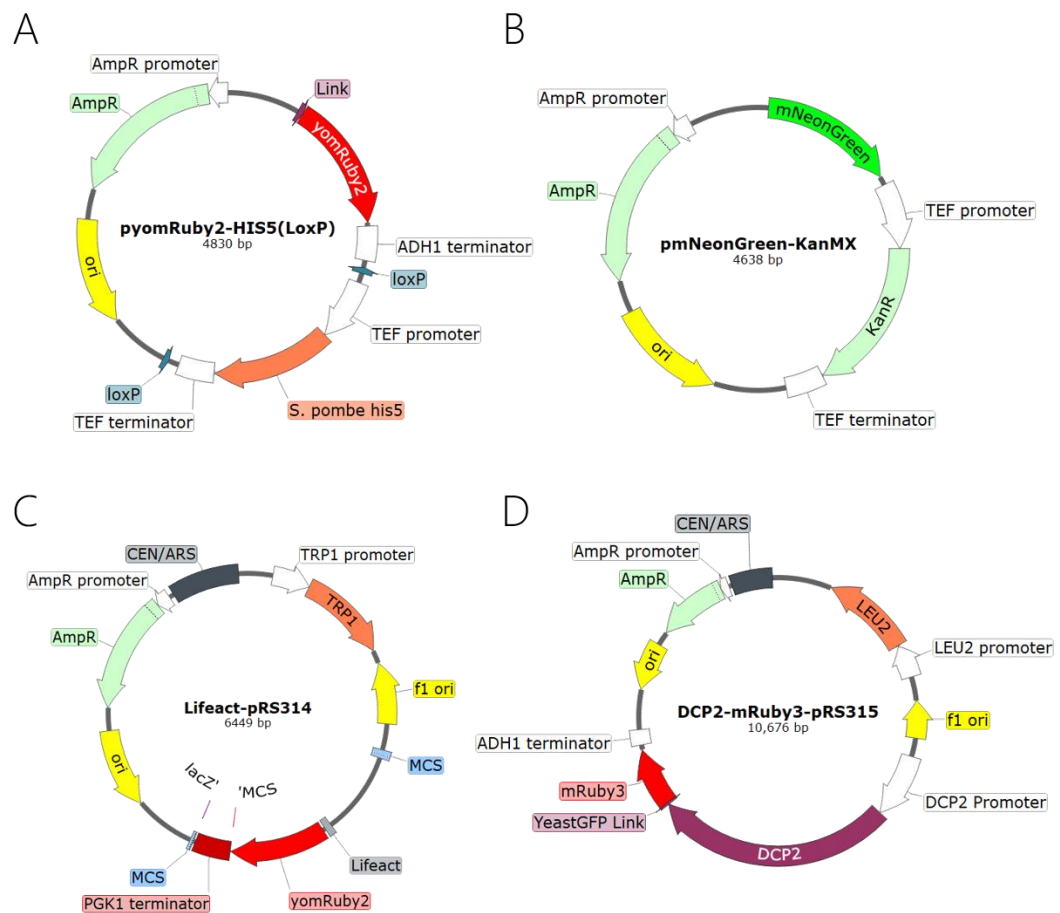 A
AmpR promoter
Link
AmpR
yomRuby2
pyomRuby2-HIS5(LoxP)
4830 bp
ADH1 terminator
loxP
ori
TEF promoter
loxP
TEF terminator
S. pombe his5
B
mNeonGreen
AmpR promoter
AmpR
TEF promoter
pmNeonGreen-KanMX
4638 bp
KanR
ori
TEF terminator
C
CEN/ARS
TRP1 promoter
AmpR promoter
TRP1
AmpR
f1 ori
Lifeact-pRS314
6449 bp
MCS
ori
lacZ'
'MCS
MCS
Lifeact
PGK1 terminator
yomRuby2
D
CEN/ARS
AmpR promoter
AmpR
LEU2
LEU2 promoter
ori
DCP2-mRuby3-pRS315
10,676 bp
f1 ori
ADH1 terminator
mRuby3
DCP2 Promoter
YeastGFP Link
DCP2